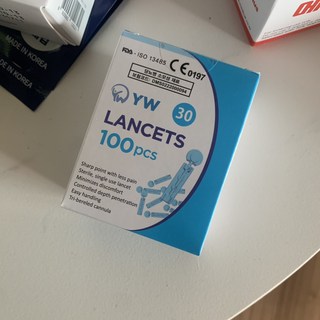 MADE IN KOREA
FDA - ISO 13485
CE 0197
YW
30
LANCETS
100pcs
Sharp point with less pain
Sterile, single use lancet
Minimizes discomfort
Controlled depth penetration
Easy handling
Tri-beveled cannula